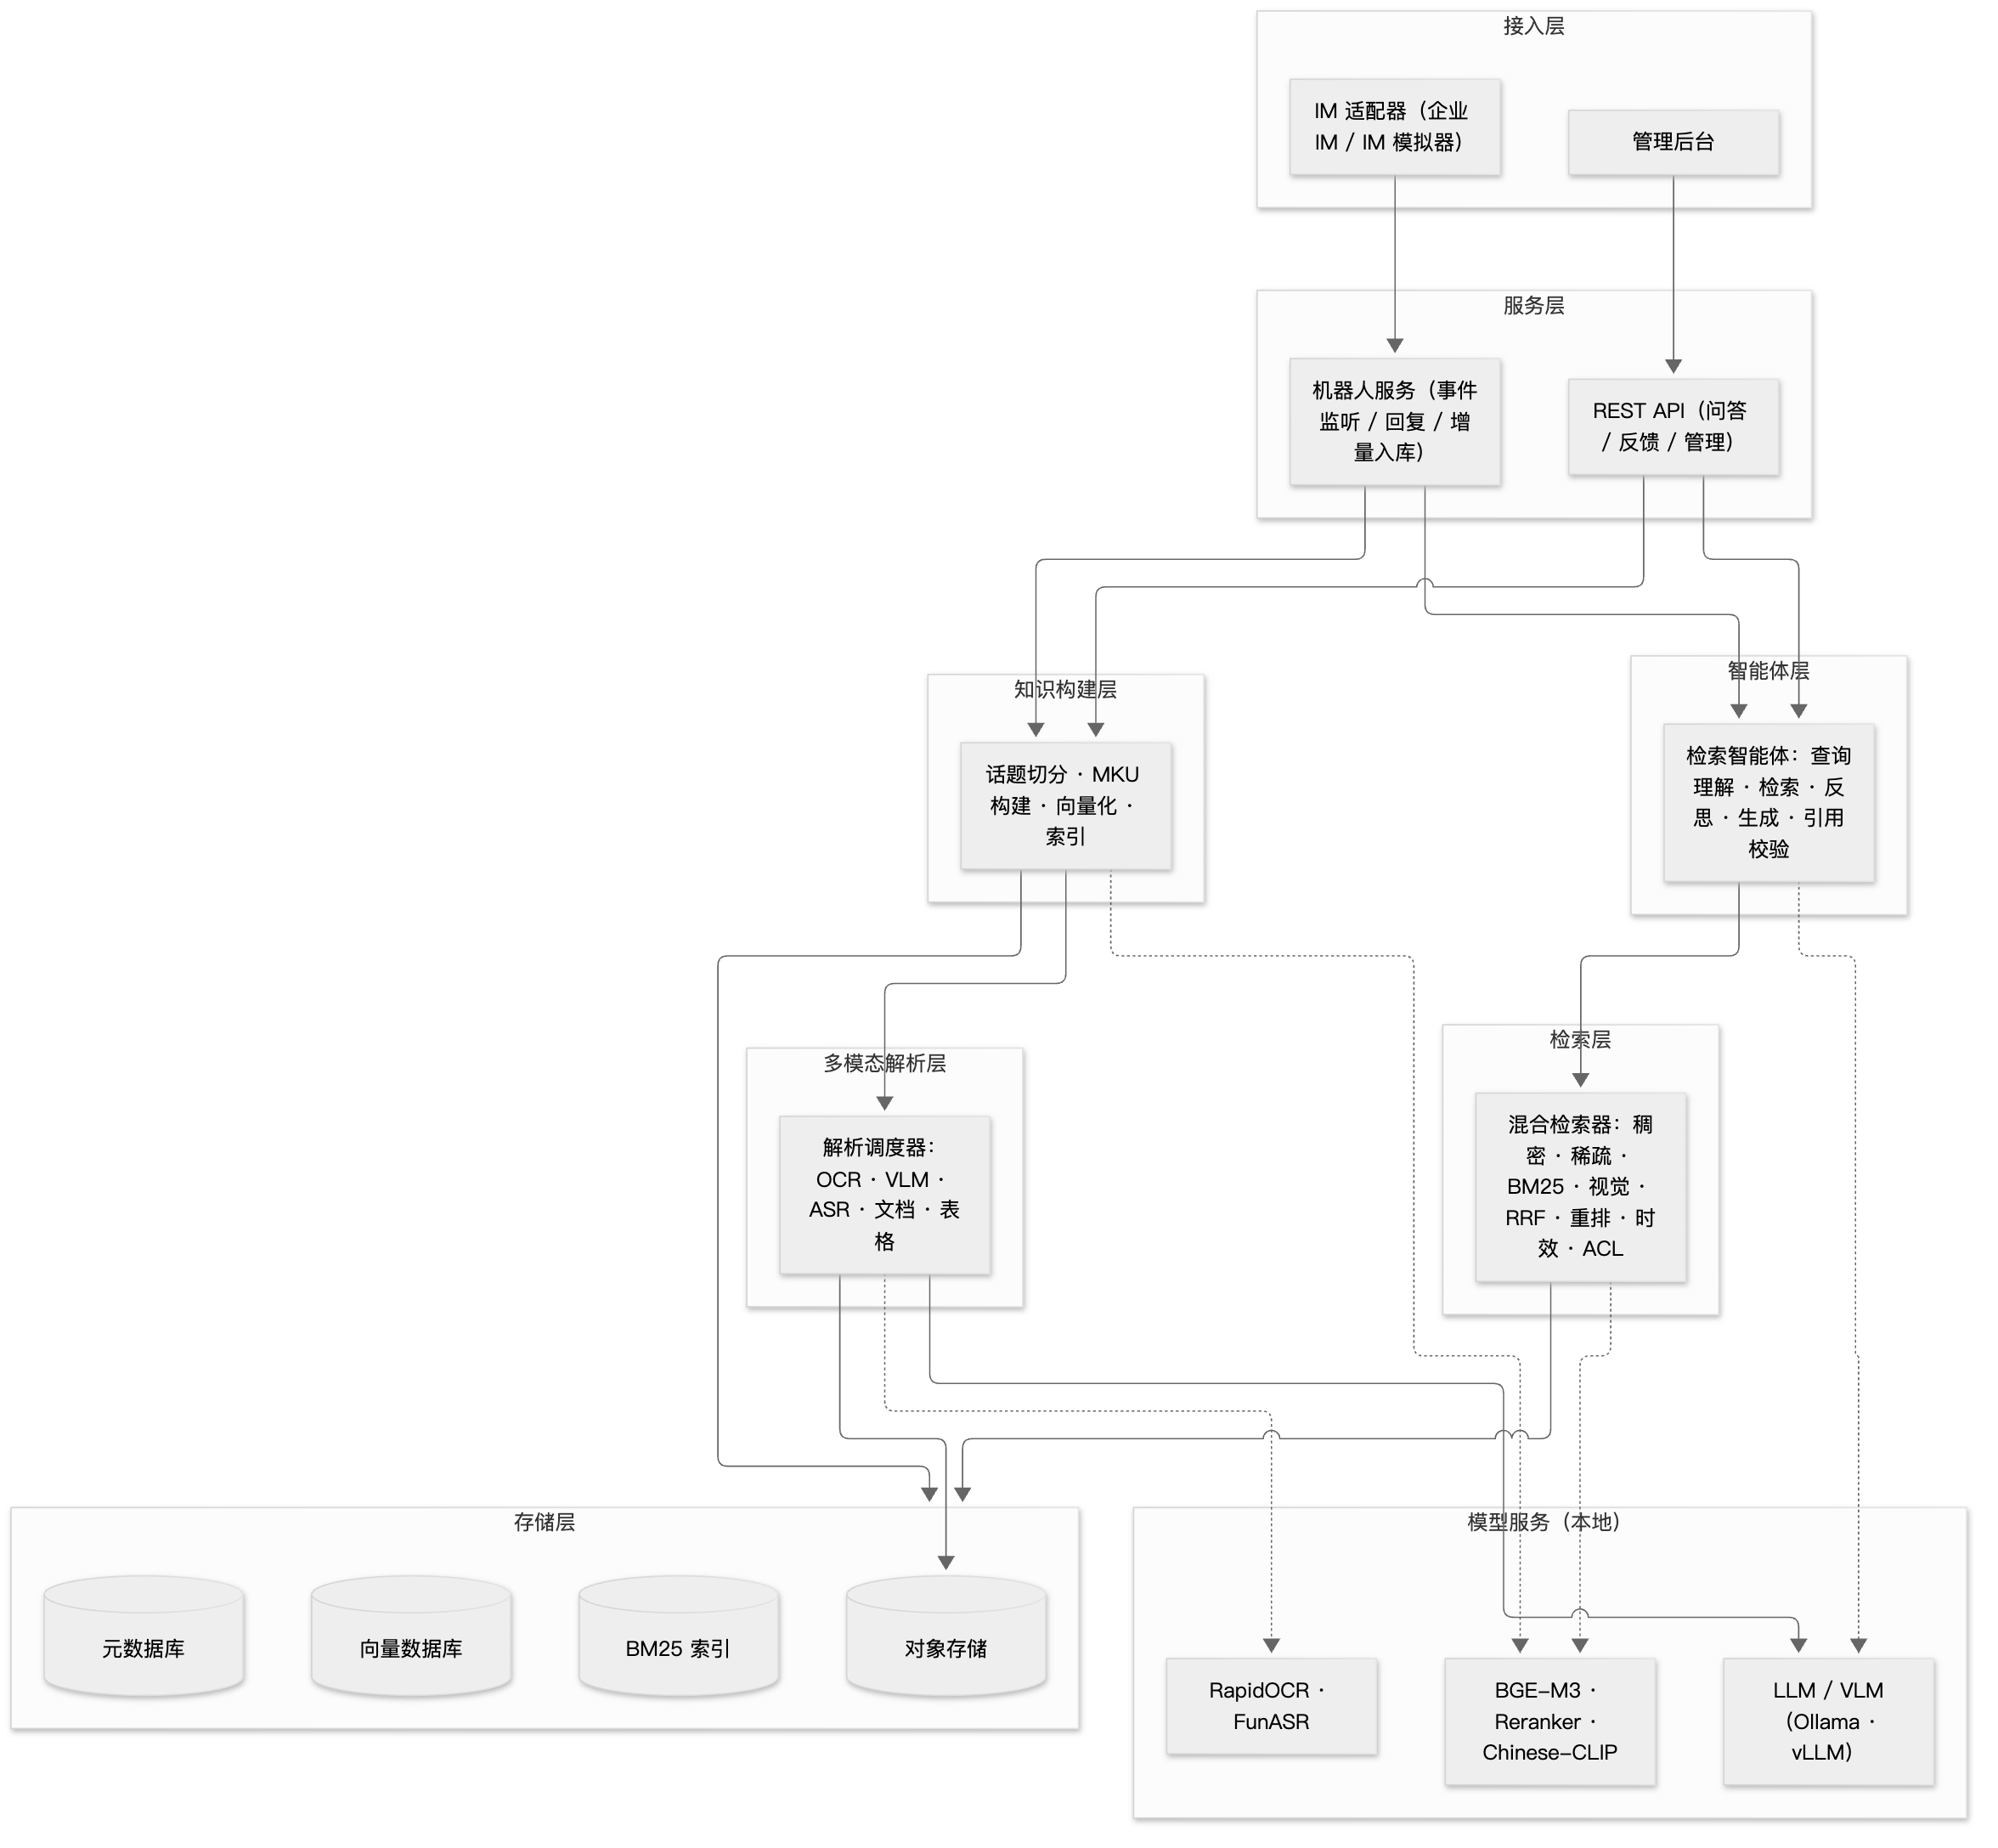 接入层
IM 适配器（企业
IM / IM 模拟器）
管理后台
服务层
机器人服务（事件
监听 / 回复 / 增
量入库）
REST API（问答
/ 反馈 / 管理）
知识构建层
话题切分 · MKU
构建 · 向量化 ·
索引
智能体层
检索智能体：查询
理解 · 检索 · 反
思 · 生成 · 引用
校验
多模态解析层
解析调度器：
OCR · VLM ·
ASR · 文档 · 表
格
检索层
混合检索器：稠
密 · 稀疏 ·
BM25 · 视觉 ·
RRF · 重排 · 时
效 · ACL
存储层
元数据库
向量数据库
BM25 索引
对象存储
模型服务（本地）
RapidOCR ·
FunASR
BGE-M3 ·
Reranker ·
Chinese-CLIP
LLM / VLM
（Ollama ·
vLLM）